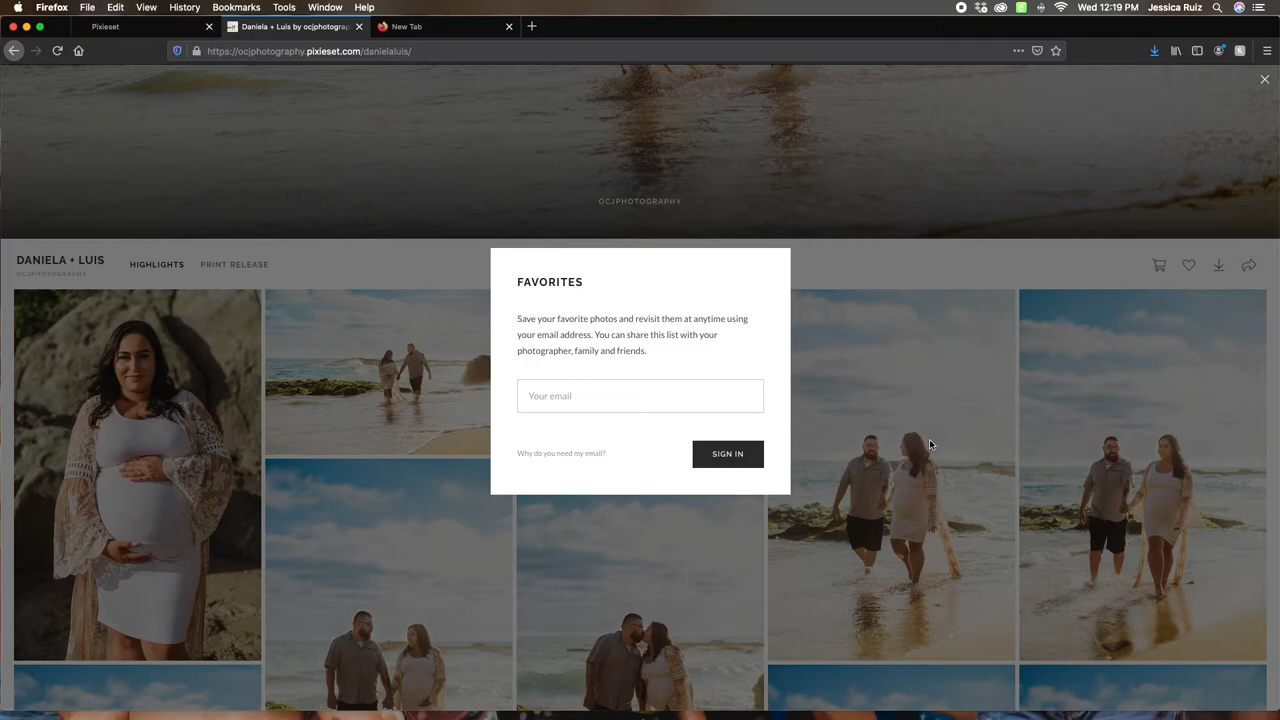 Firefox File Edit View History Bookmarks Tools Window Help
Wed 12:19 PM Jessica Ruiz
Pixieset
Daniela + Luis by ocjphotograp
New Tab
https://ocjphotography.pixieset.com/danielaluis/
OCJPHOTOGRAPHY
DANIELA + LUIS
OCJPHOTOGRAPHY
HIGHLIGHTS
PRINT RELEASE
FAVORITES
Save your favorite photos and revisit them at anytime using
your email address. You can share this list with your
photographer, family and friends.
Your email
Why do you need my email?
SIGN IN